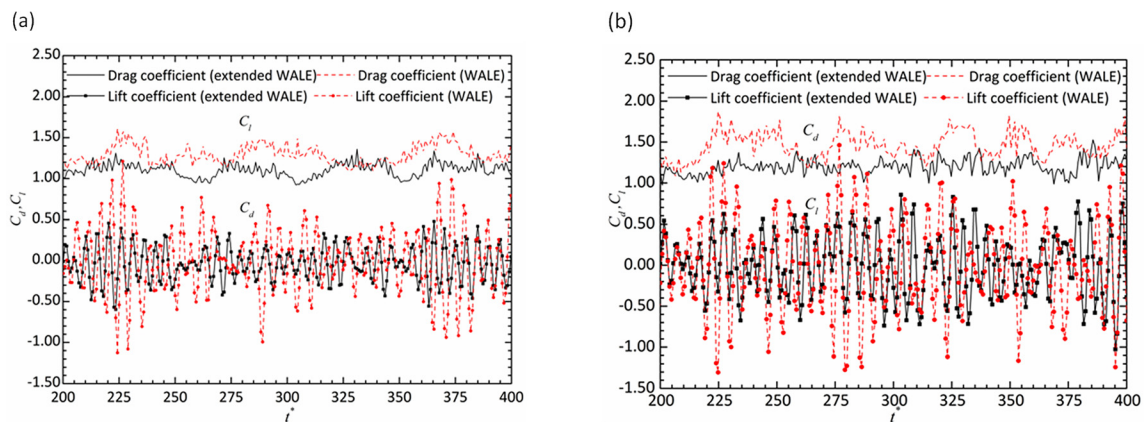 (a)
2.50
2.00
1.50
1.00
0.50
0.00
-0.50
-1.00
-1.50
C_d, C_l
Drag coefficient (extended WALE) Drag coefficient (WALE)
Lift coefficient (extended WALE) Lift coefficient (WALE)
C_l
C_d
200 225 250 275 300 325 350 375 400
t*
(b)
2.50
2.00
1.50
1.00
0.50
0.00
-0.50
-1.00
-1.50
C_d, C_l
Drag coefficient (extended WALE) Drag coefficient (WALE)
Lift coefficient (extended WALE) Lift coefficient (WALE)
C_d
C_l
200 225 250 275 300 325 350 375 400
t*